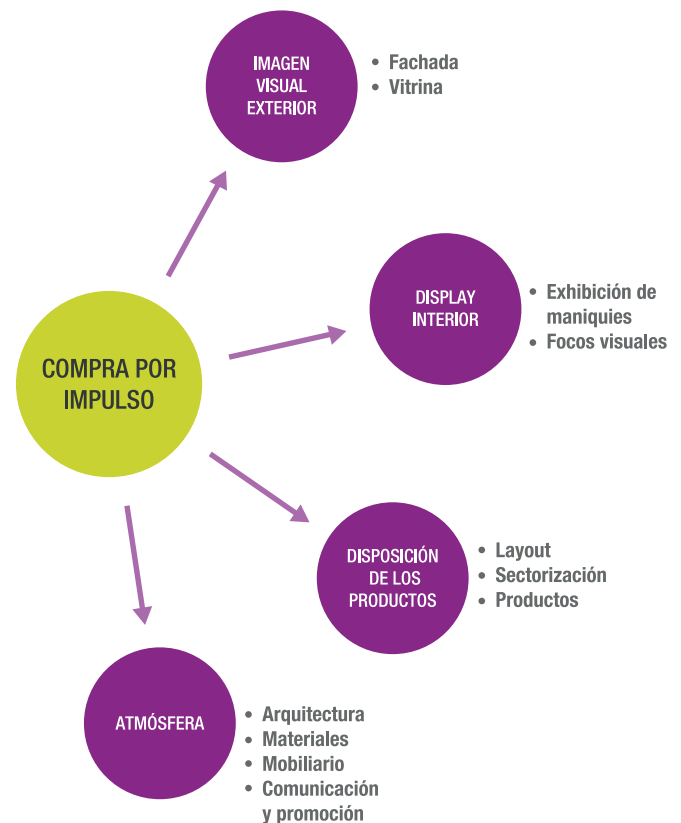 IMAGEN
VISUAL
EXTERIOR
• Fachada
• Vitrina
DISPLAY
INTERIOR
• Exhibición de
maniquies
• Focos visuales
COMPRA POR
IMPULSO
DISPOSICIÓN
DE LOS
PRODUCTOS
• Layout
• Sectorización
• Productos
ATMÓSFERA
• Arquitectura
• Materiales
• Mobiliario
• Comunicación
y promoción